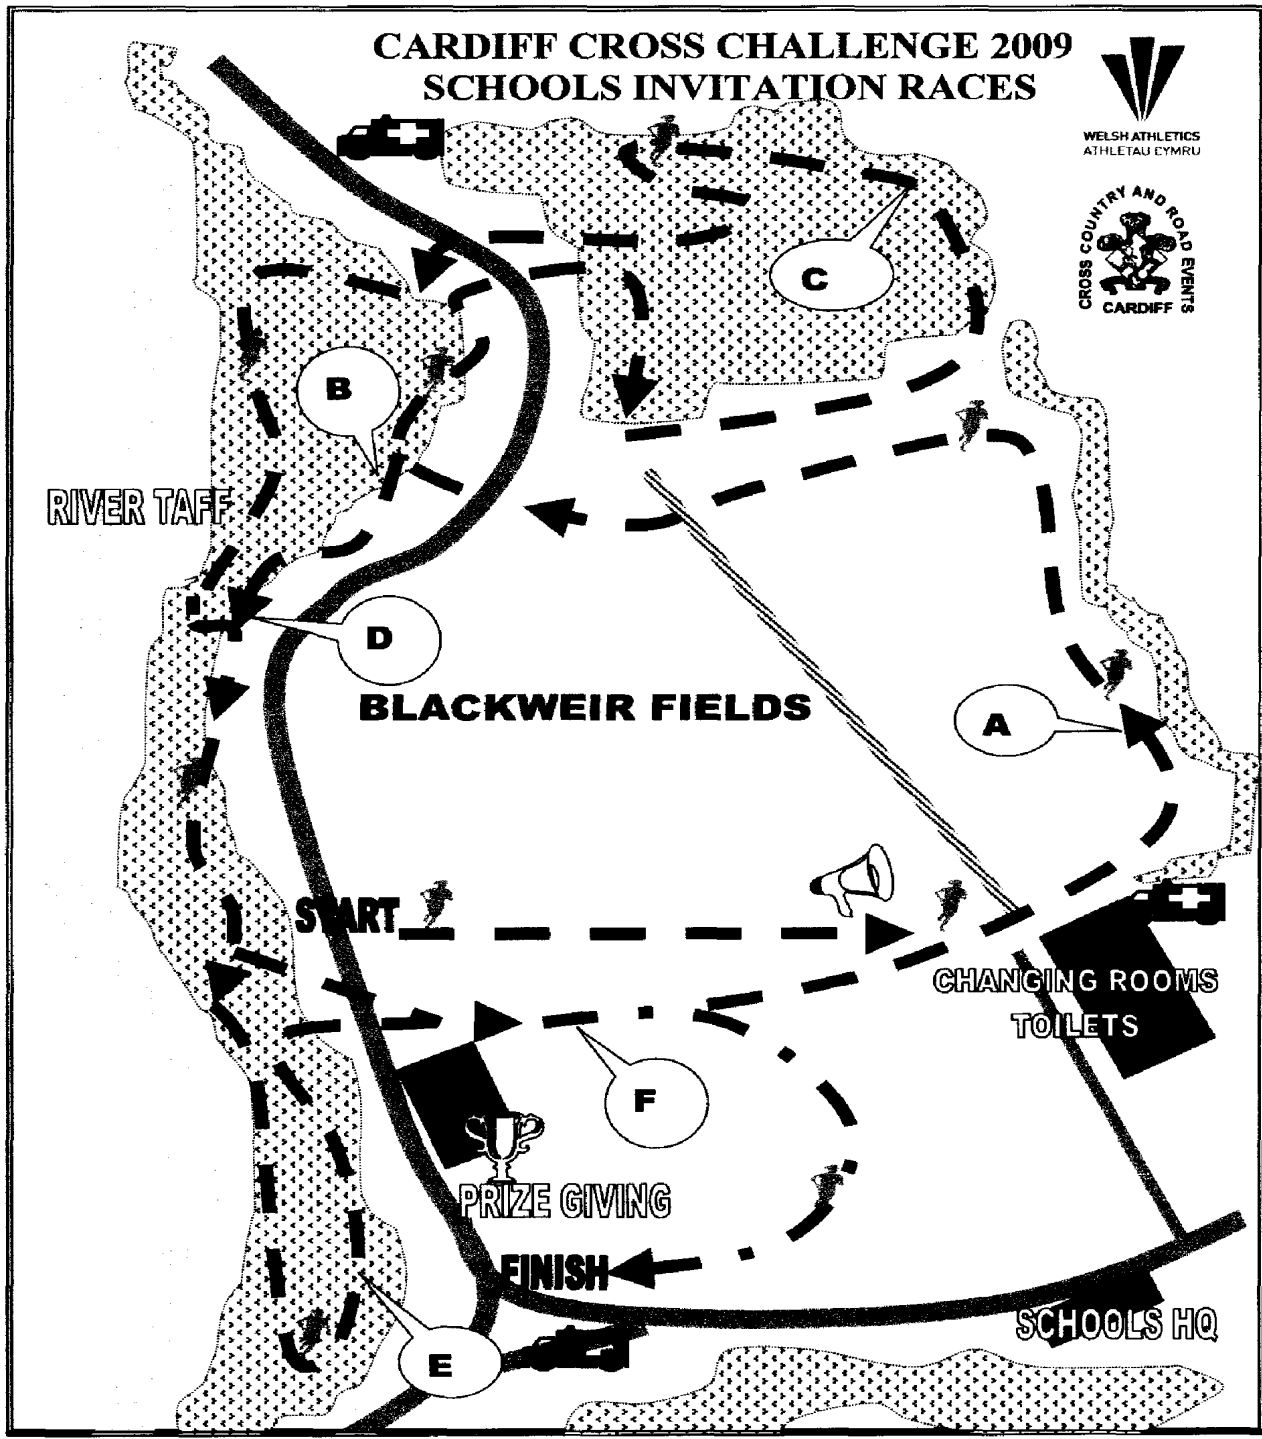 CARDIFF CROSS CHALLENGE 2009
SCHOOLS INVITATION RACES
WELSH ATHLETICS
ATHLETAU CYMRU
CROSS COUNTRY AND ROAD EVENTS
CARDIFF
C
B
RIVER TAFF
D
BLACKWEIR FIELDS
A
START
CHANGING ROOMS
TOILETS
F
PRIZE GIVING
FINISH
SCHOOLS HQ
E